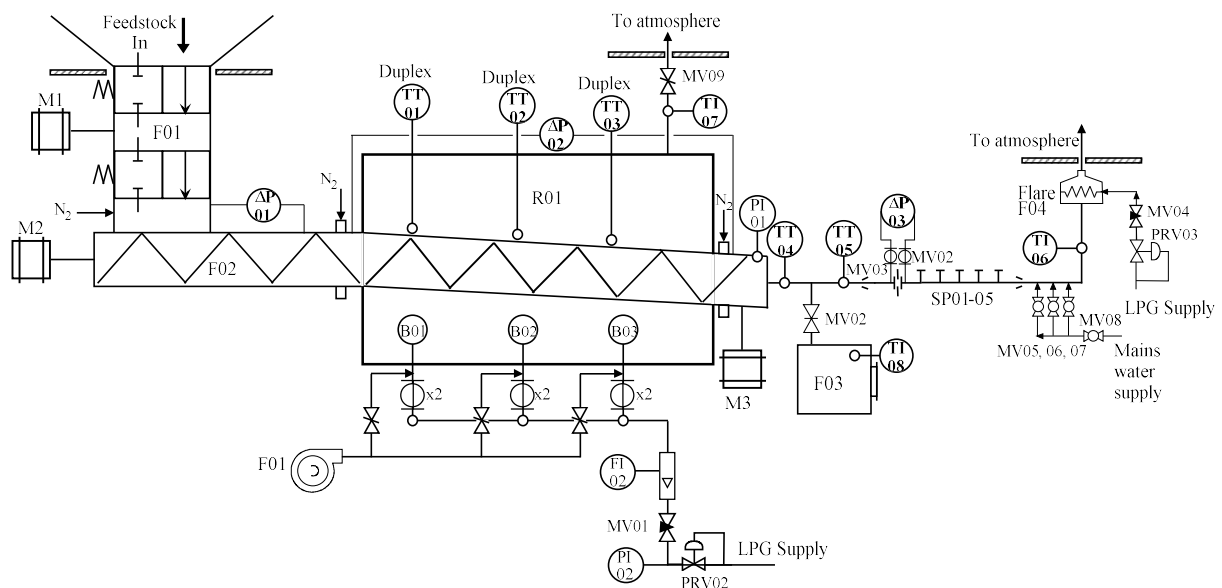 Feedstock
In
To atmosphere
MV09
M1
Duplex
Duplex
Duplex
TT
01
TT
02
TT
03
TI
07
F01
ΔP
02
To atmosphere
N2
ΔP
01
N2
R01
N2
PI
01
ΔP
03
Flare
F04
MV04
PRV03
M2
F02
TT
04
TT
05
MV03
MV02
TI
06
SP01-05
LPG Supply
B01
B02
B03
MV02
MV08
MV05, 06, 07
Mains
water
supply
x2
x2
x2
M3
F03
TI
08
F01
FI
02
MV01
LPG Supply
PI
02
PRV02